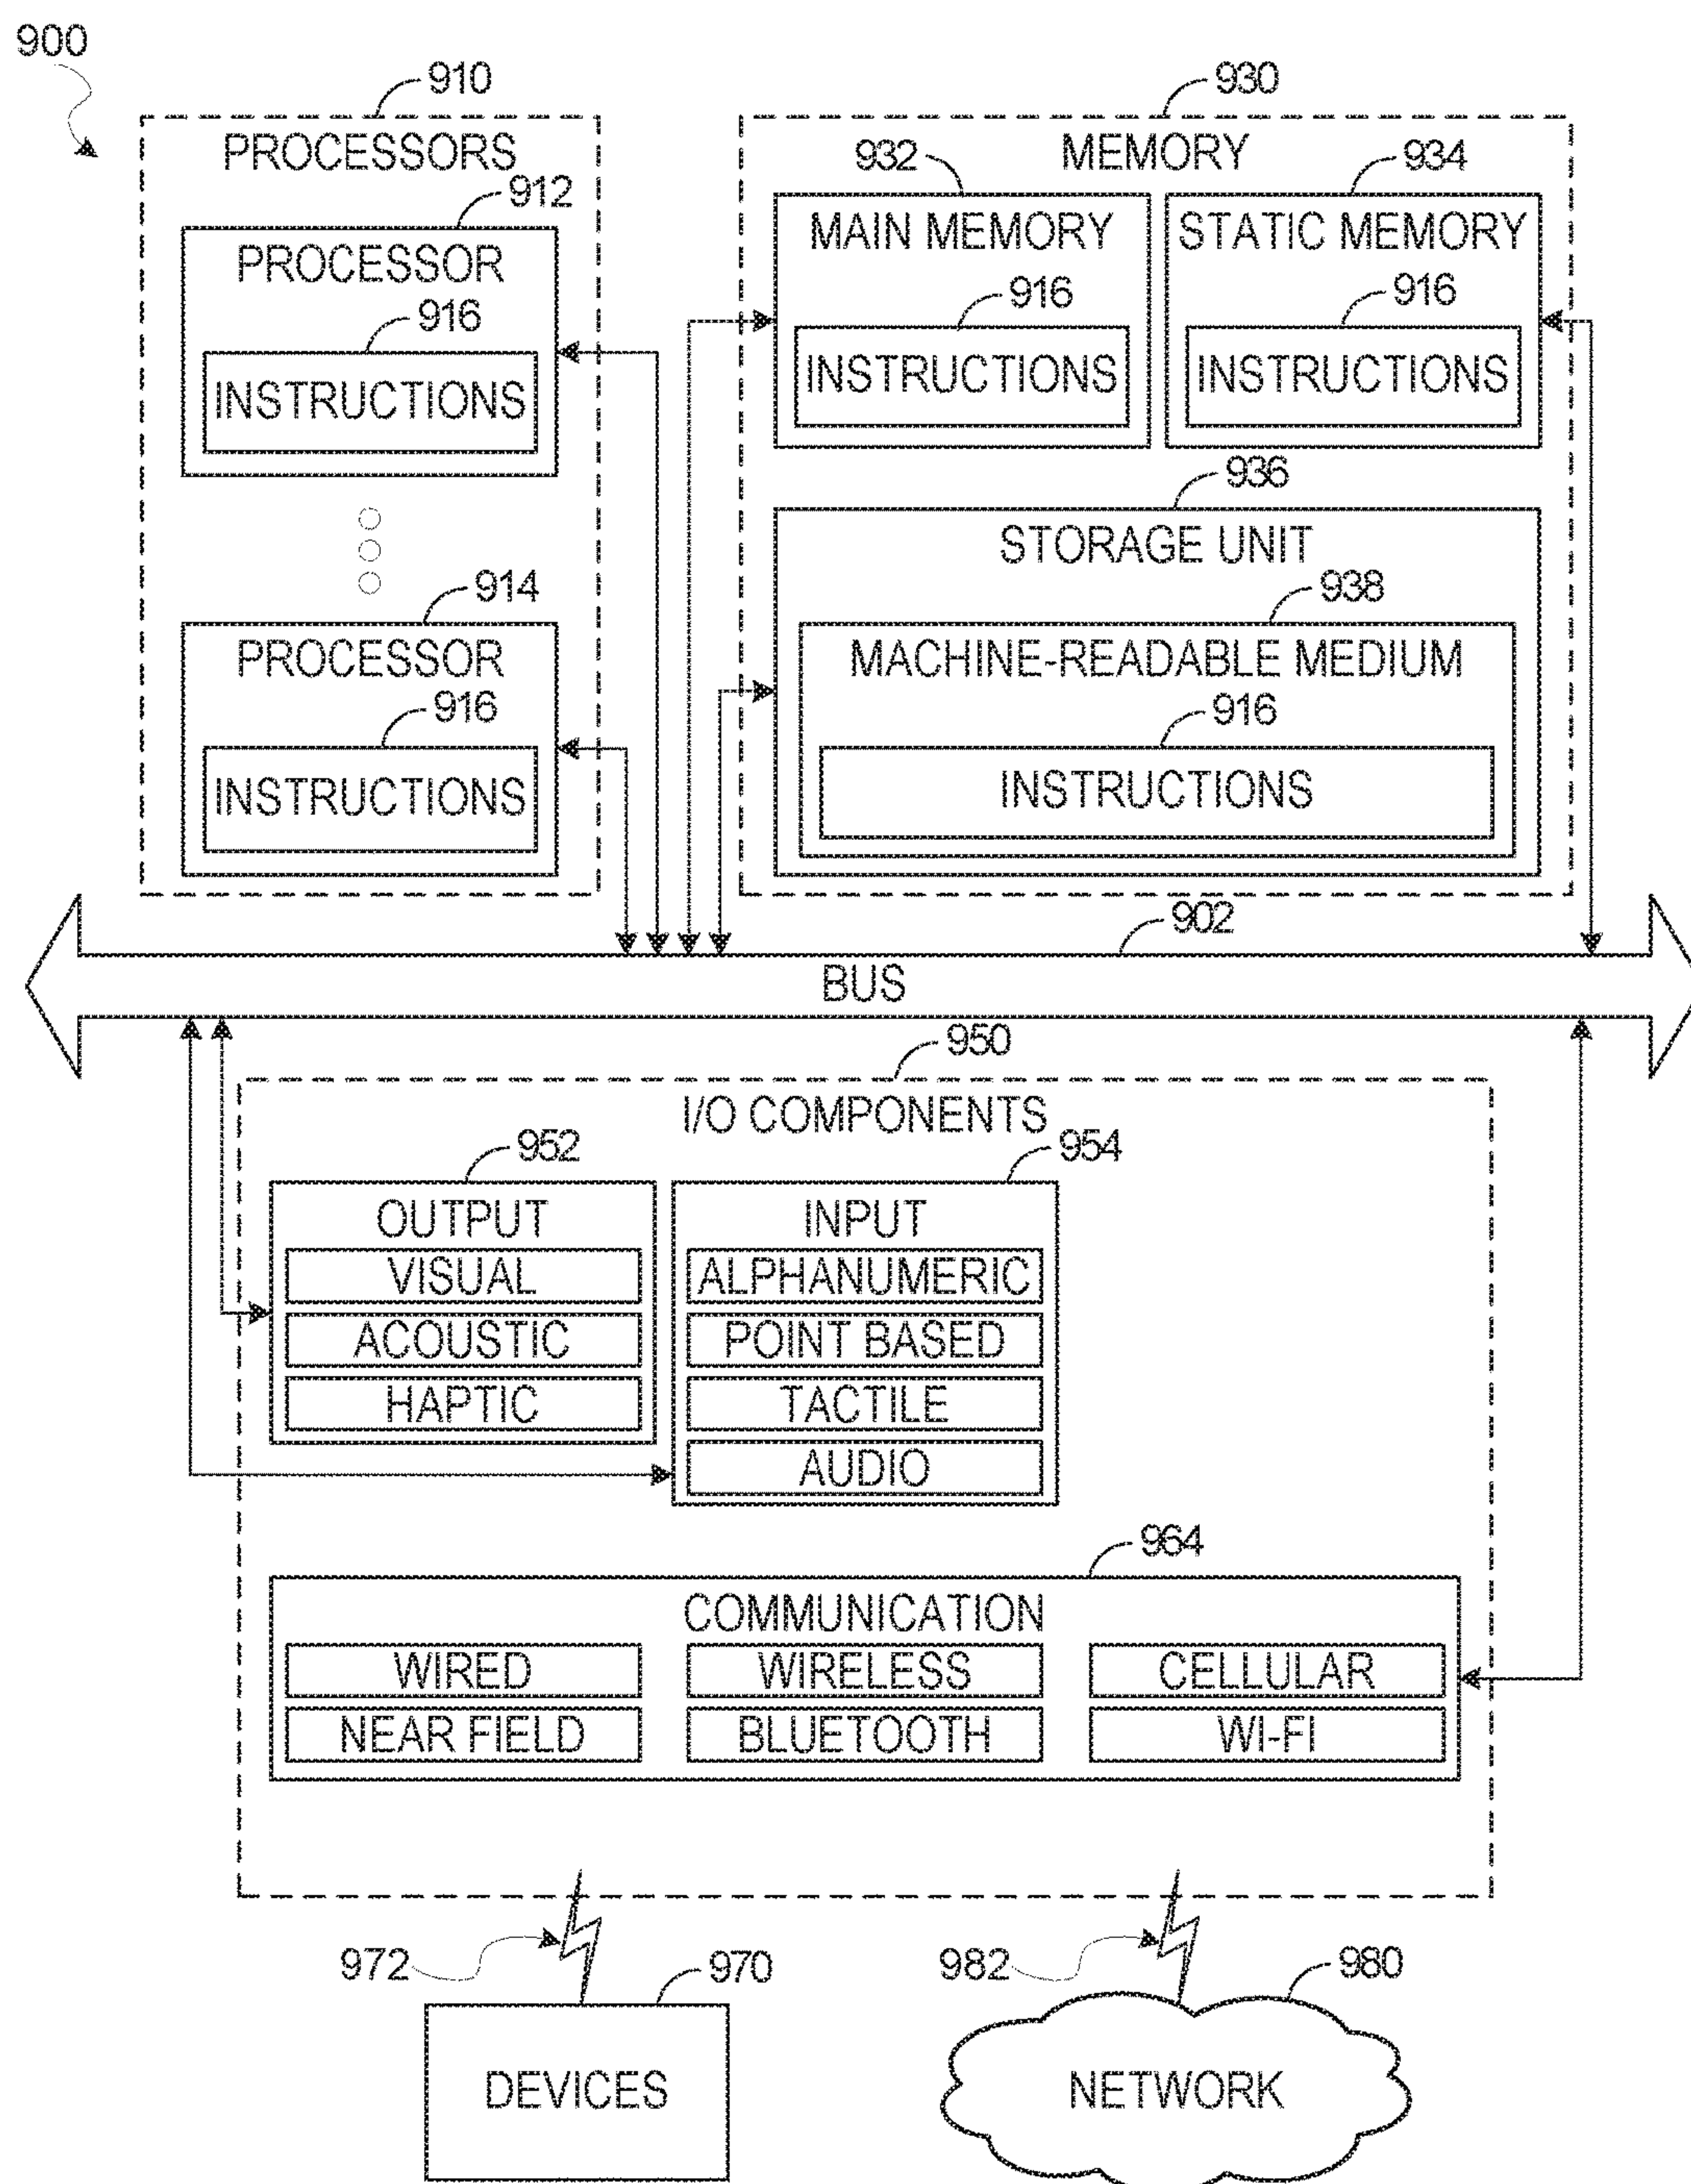 900
910
PROCESSORS
912
PROCESSOR
916
INSTRUCTIONS
914
PROCESSOR
916
INSTRUCTIONS
930
MEMORY
932
MAIN MEMORY
916
INSTRUCTIONS
934
STATIC MEMORY
916
INSTRUCTIONS
936
STORAGE UNIT
938
MACHINE-READABLE MEDIUM
916
INSTRUCTIONS
902
BUS
950
I/O COMPONENTS
952
OUTPUT
VISUAL
ACOUSTIC
HAPTIC
954
INPUT
ALPHANUMERIC
POINT BASED
TACTILE
AUDIO
964
COMMUNICATION
WIRED
WIRELESS
CELLULAR
NEAR FIELD
BLUETOOTH
WI-FI
972
970
DEVICES
982
980
NETWORK